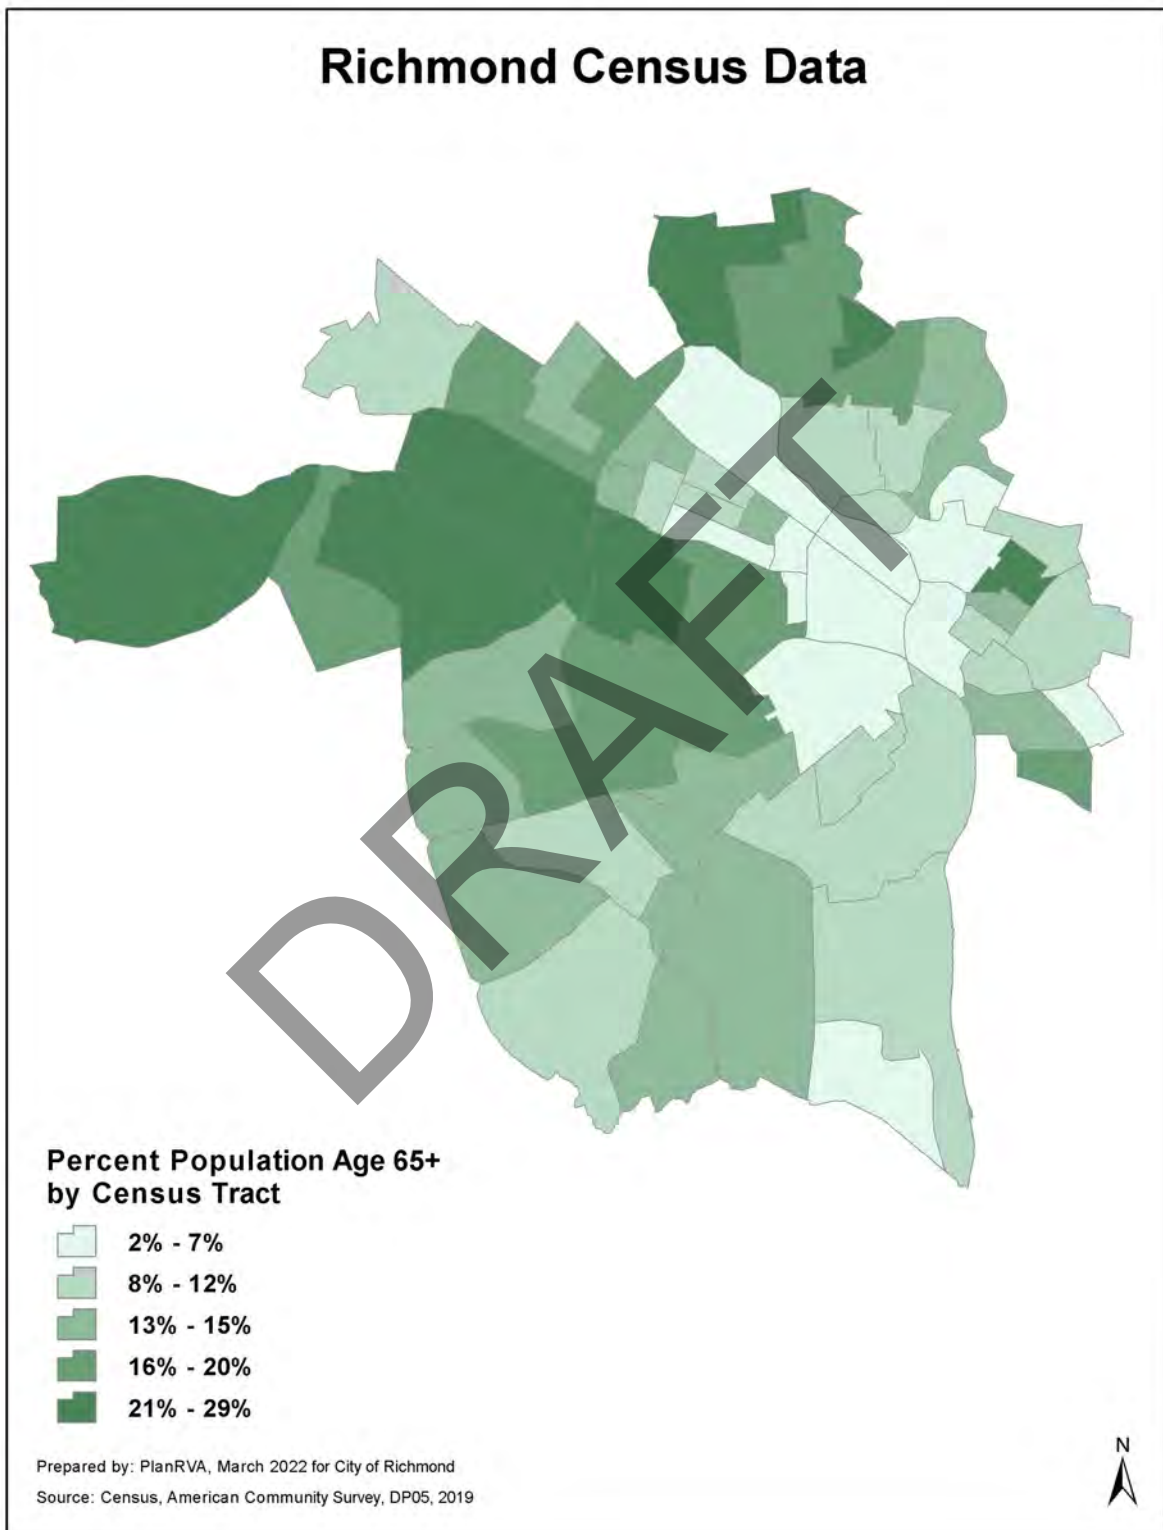 Richmond Census Data
DRAFT
Percent Population Age 65+
by Census Tract
2% - 7%
8% - 12%
13% - 15%
16% - 20%
21% - 29%
Prepared by: PlanRVA, March 2022 for City of Richmond
Source: Census, American Community Survey, DP05, 2019
N